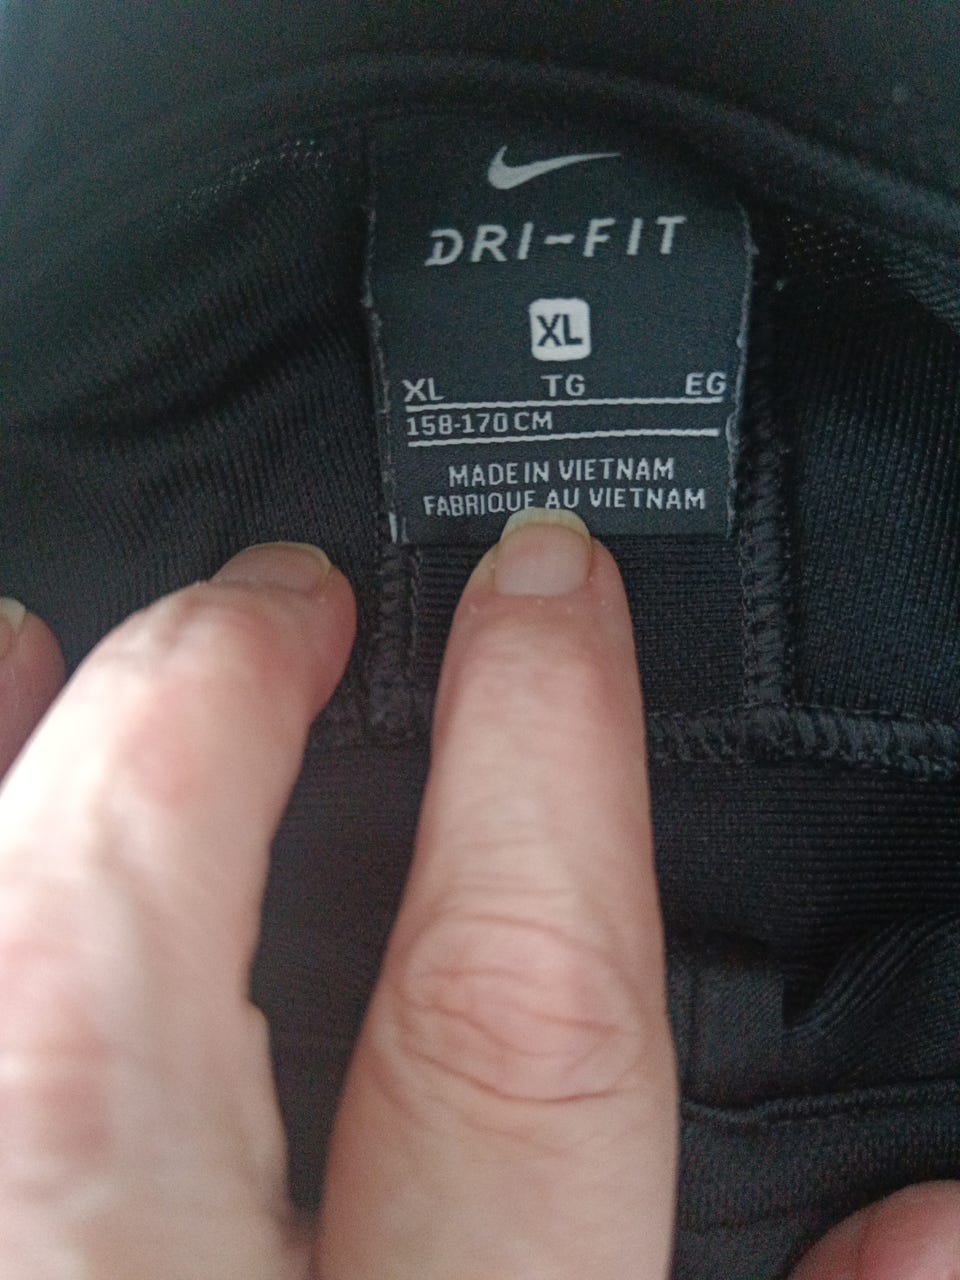 DRI-FIT
XL
XL TG EG
158-170 CM
MADE IN VIETNAM
FABRIQUE AU VIETNAM